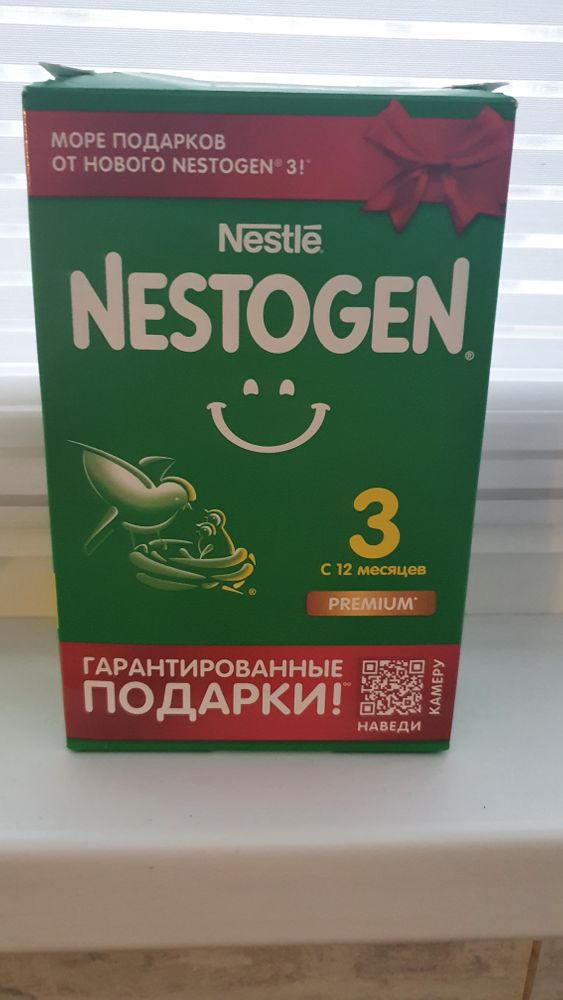 МОРЕ ПОДАРКОВ
ОТ НОВОГО NESTOGEN® 3!*
Nestlé
NESTOGEN®
3
С 12 месяцев
PREMIUM*
ГАРАНТИРОВАННЫЕ
ПОДАРКИ!**
НАВЕДИ
КАМЕРУ